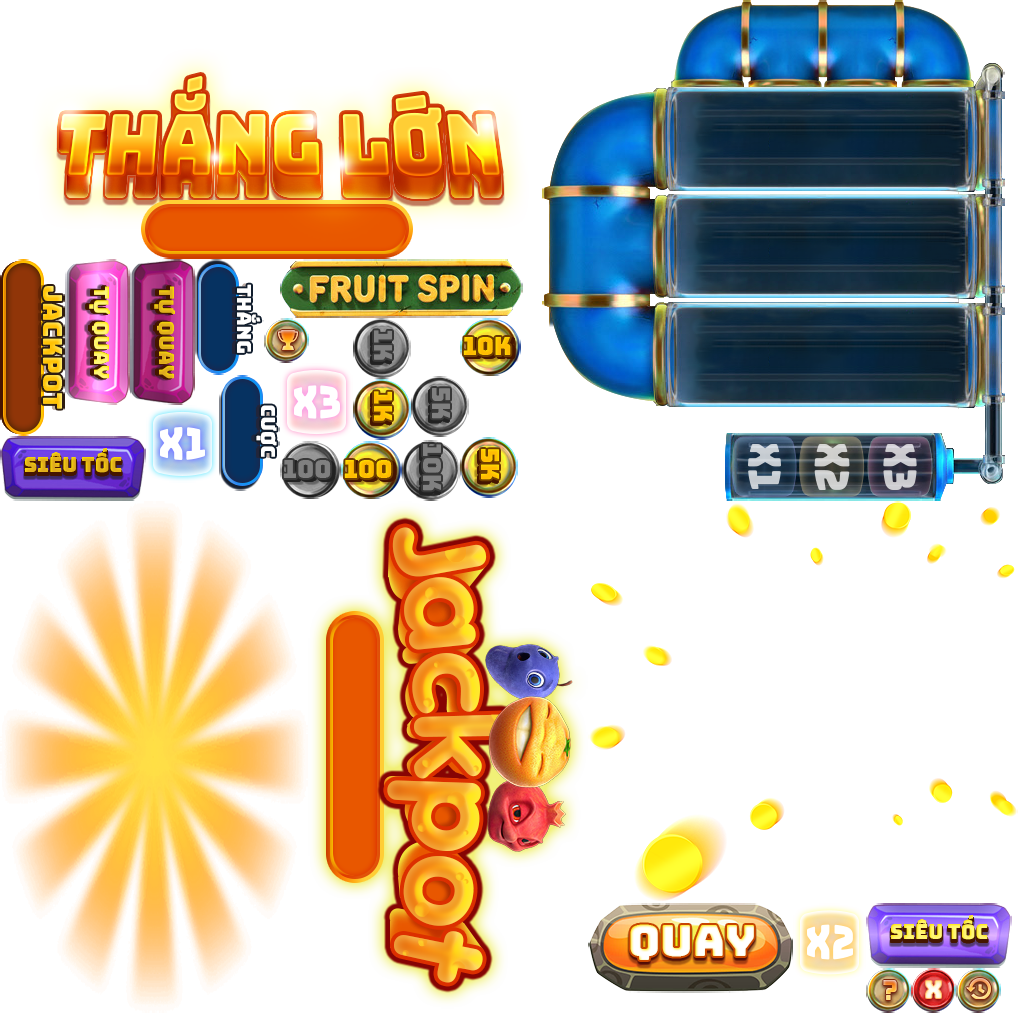 THẮNG LỚN
FRUIT SPIN
JACKPOT
TỰ QUAY
TỰ QUAY
THẮNG
1K
10K
X3
1K
5K
CƯỢC
X1
SIÊU TỐC
100
100
10K
5K
X1
X2
X3
Jackpot
QUAY
X2
SIÊU TỐC
?
X